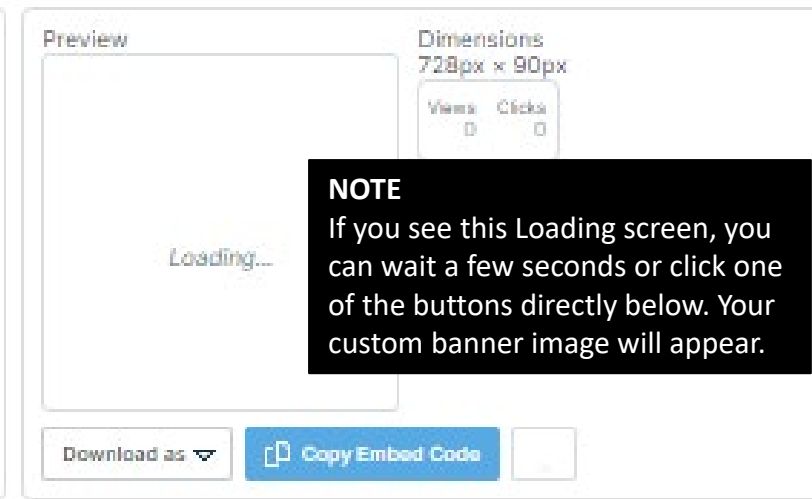 Preview
Dimensions
728px × 90px
Views Clicks
0 0
NOTE
If you see this Loading screen, you
can wait a few seconds or click one
of the buttons directly below. Your
custom banner image will appear.
Loading...
Download as
Copy Embed Code